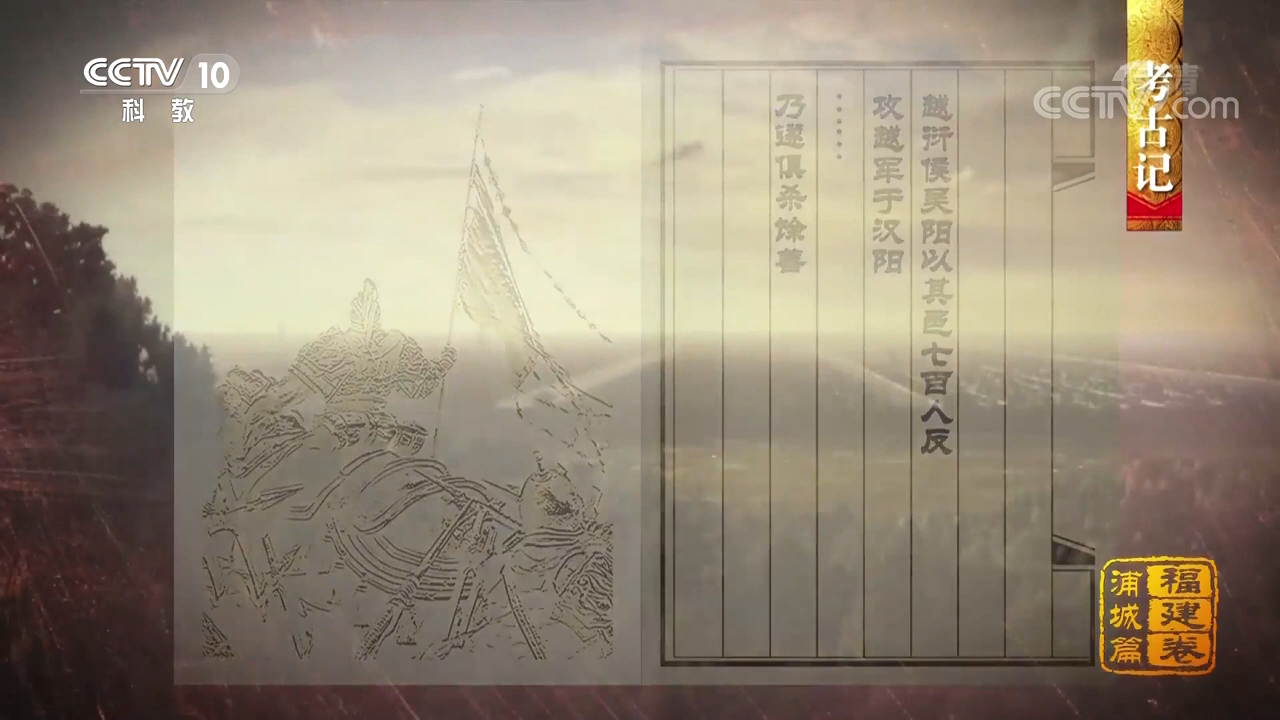 CCTV 10
科教
考古记
CCTV.com
越衍侯吴阳以其邑七百人反
攻越军于汉阳
……
乃遂俱杀馀善
福建卷
浦城篇